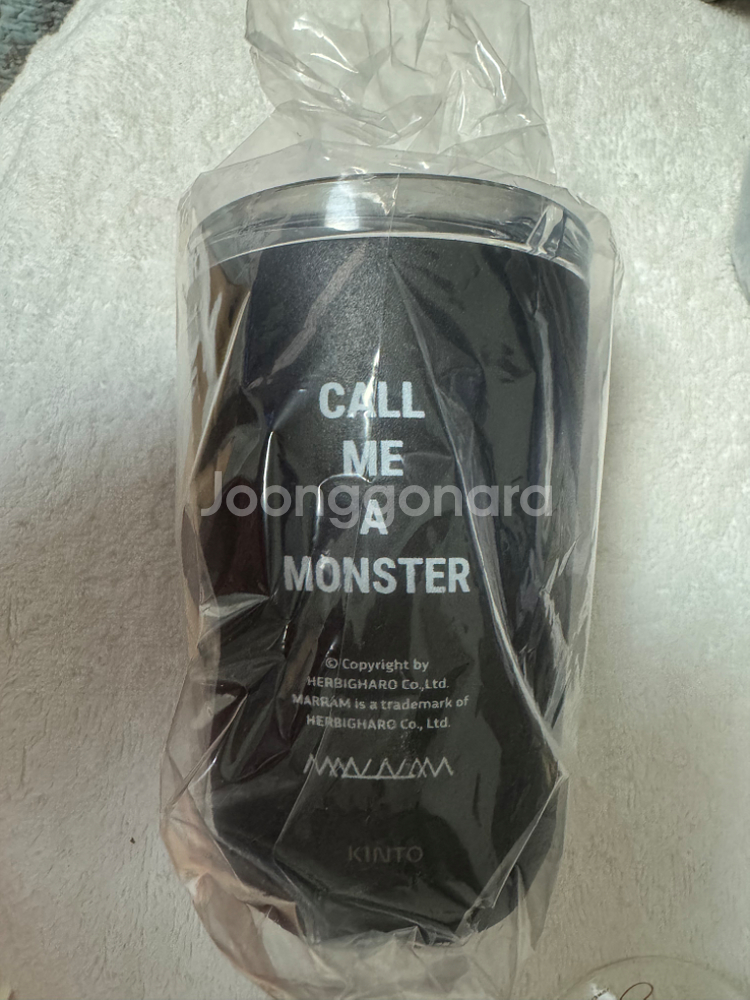 CALL
ME
Joonggonara
A
MONSTER
© Copyright by
HERBIGHARO Co.,Ltd.
MARRAM is a trademark of
HERBIGHARO Co., Ltd.
KINTO